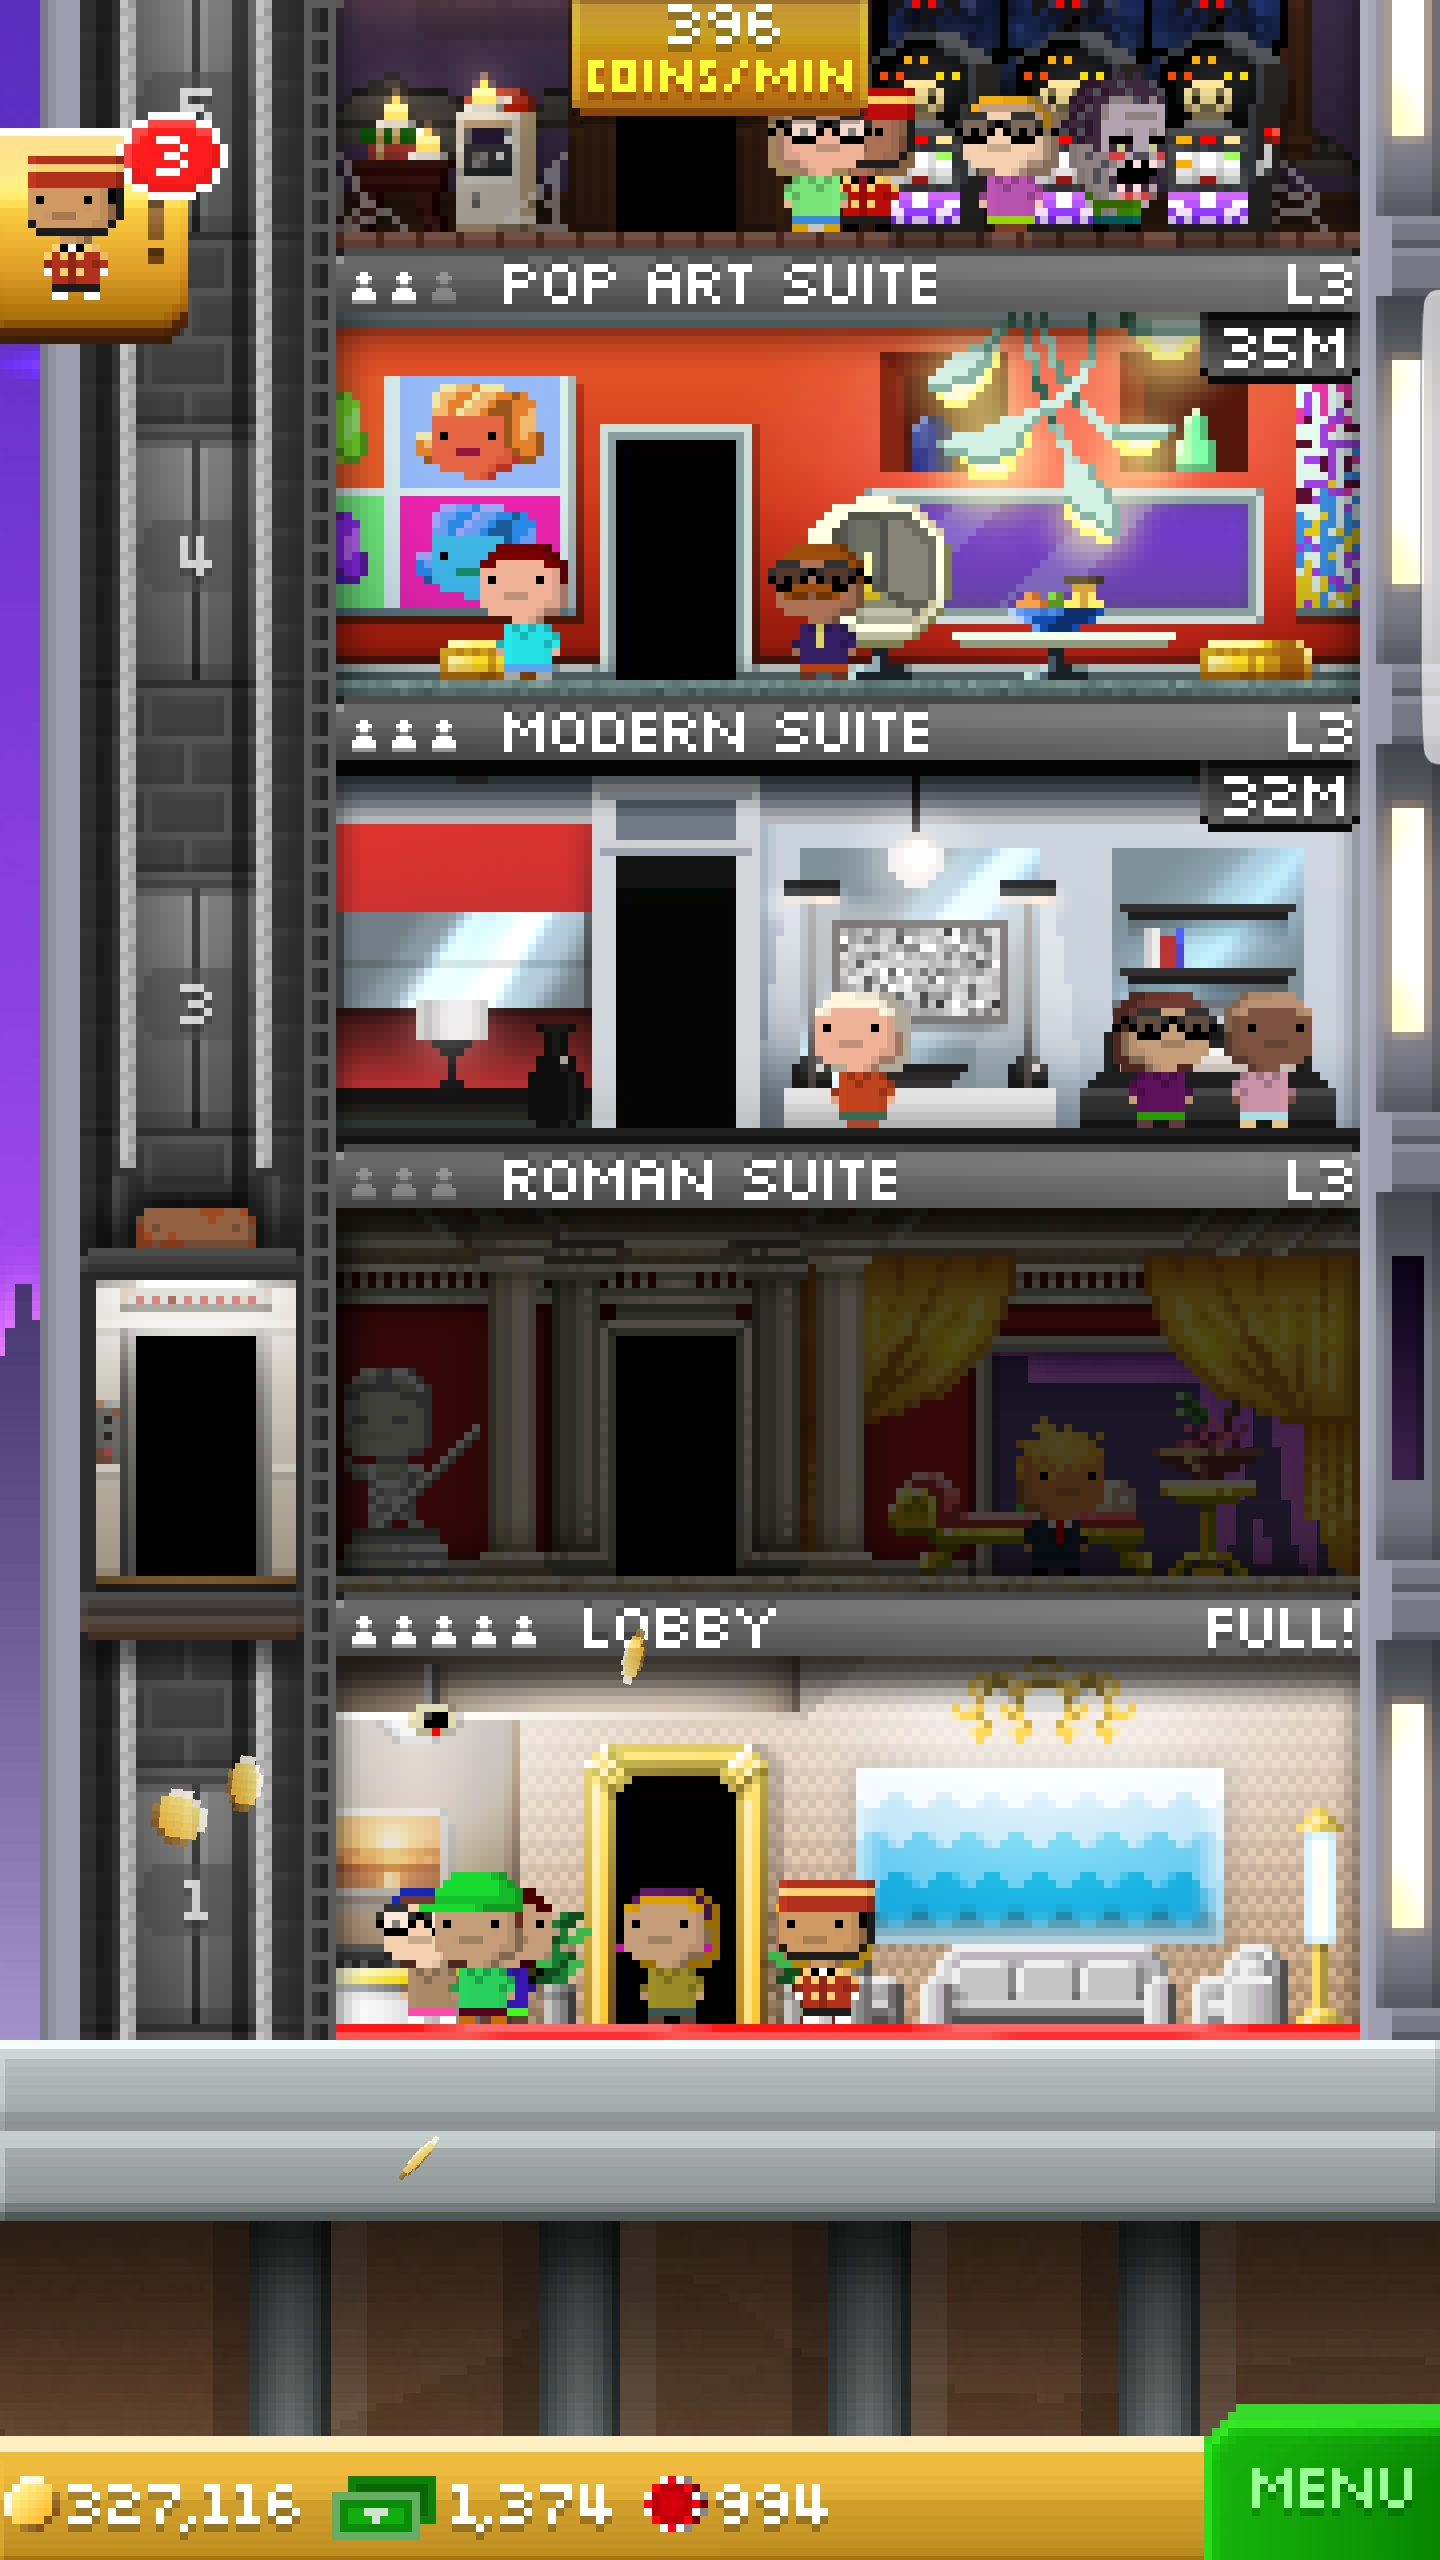 396
COINS/MIN
5
3
POP ART SUITE L3
35M
4
MODERN SUITE L3
32M
3
ROMAN SUITE L3
LOBBY FULL!
1
327,116 1,374 994
MENU